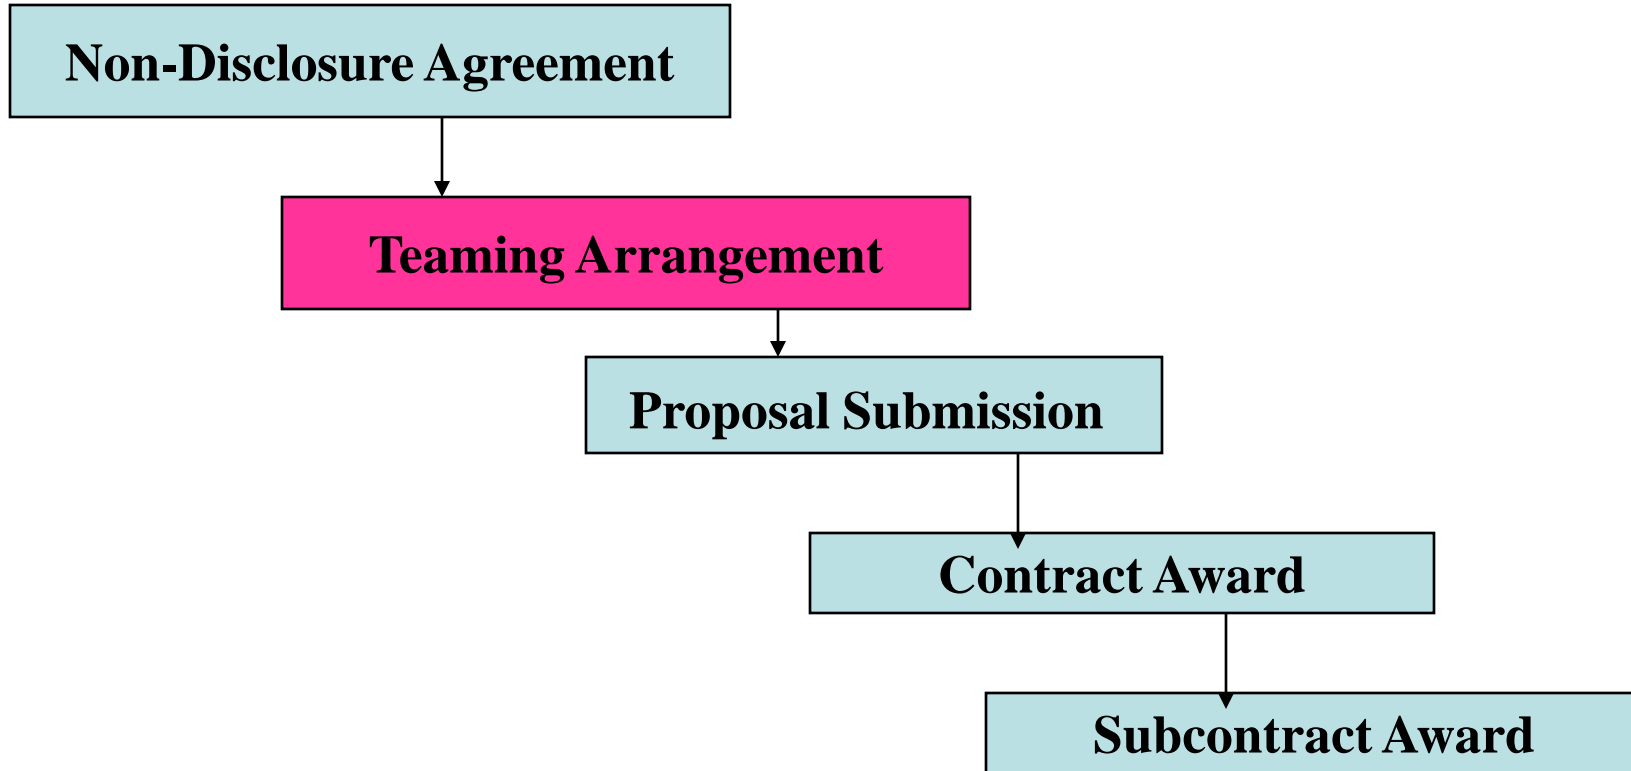 Non-Disclosure Agreement
Teaming Arrangement
Proposal Submission
Contract Award
Subcontract Award